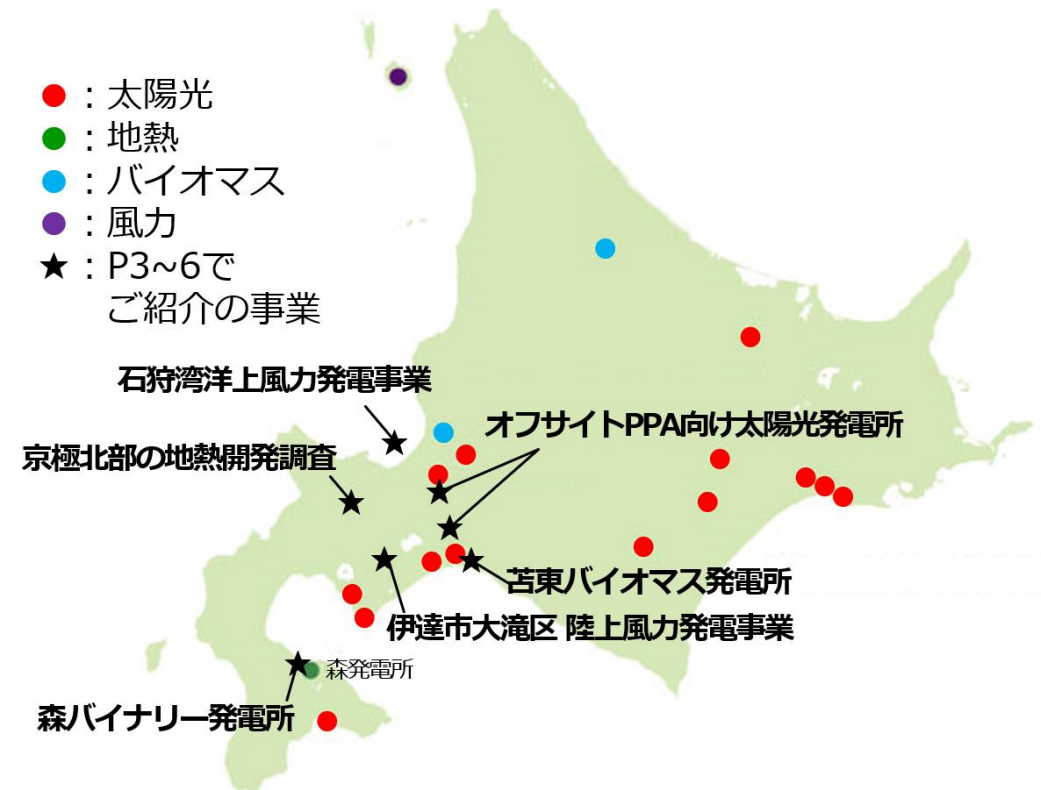 ：太陽光
：地熱
：バイオマス
：風力
★：P3~6で
ご紹介の事業
石狩湾洋上風力発電事業
オフサイトPPA向け太陽光発電所
京極北部の地熱開発調査
苫東バイオマス発電所
伊達市大滝区 陸上風力発電事業
森発電所
森バイナリー発電所